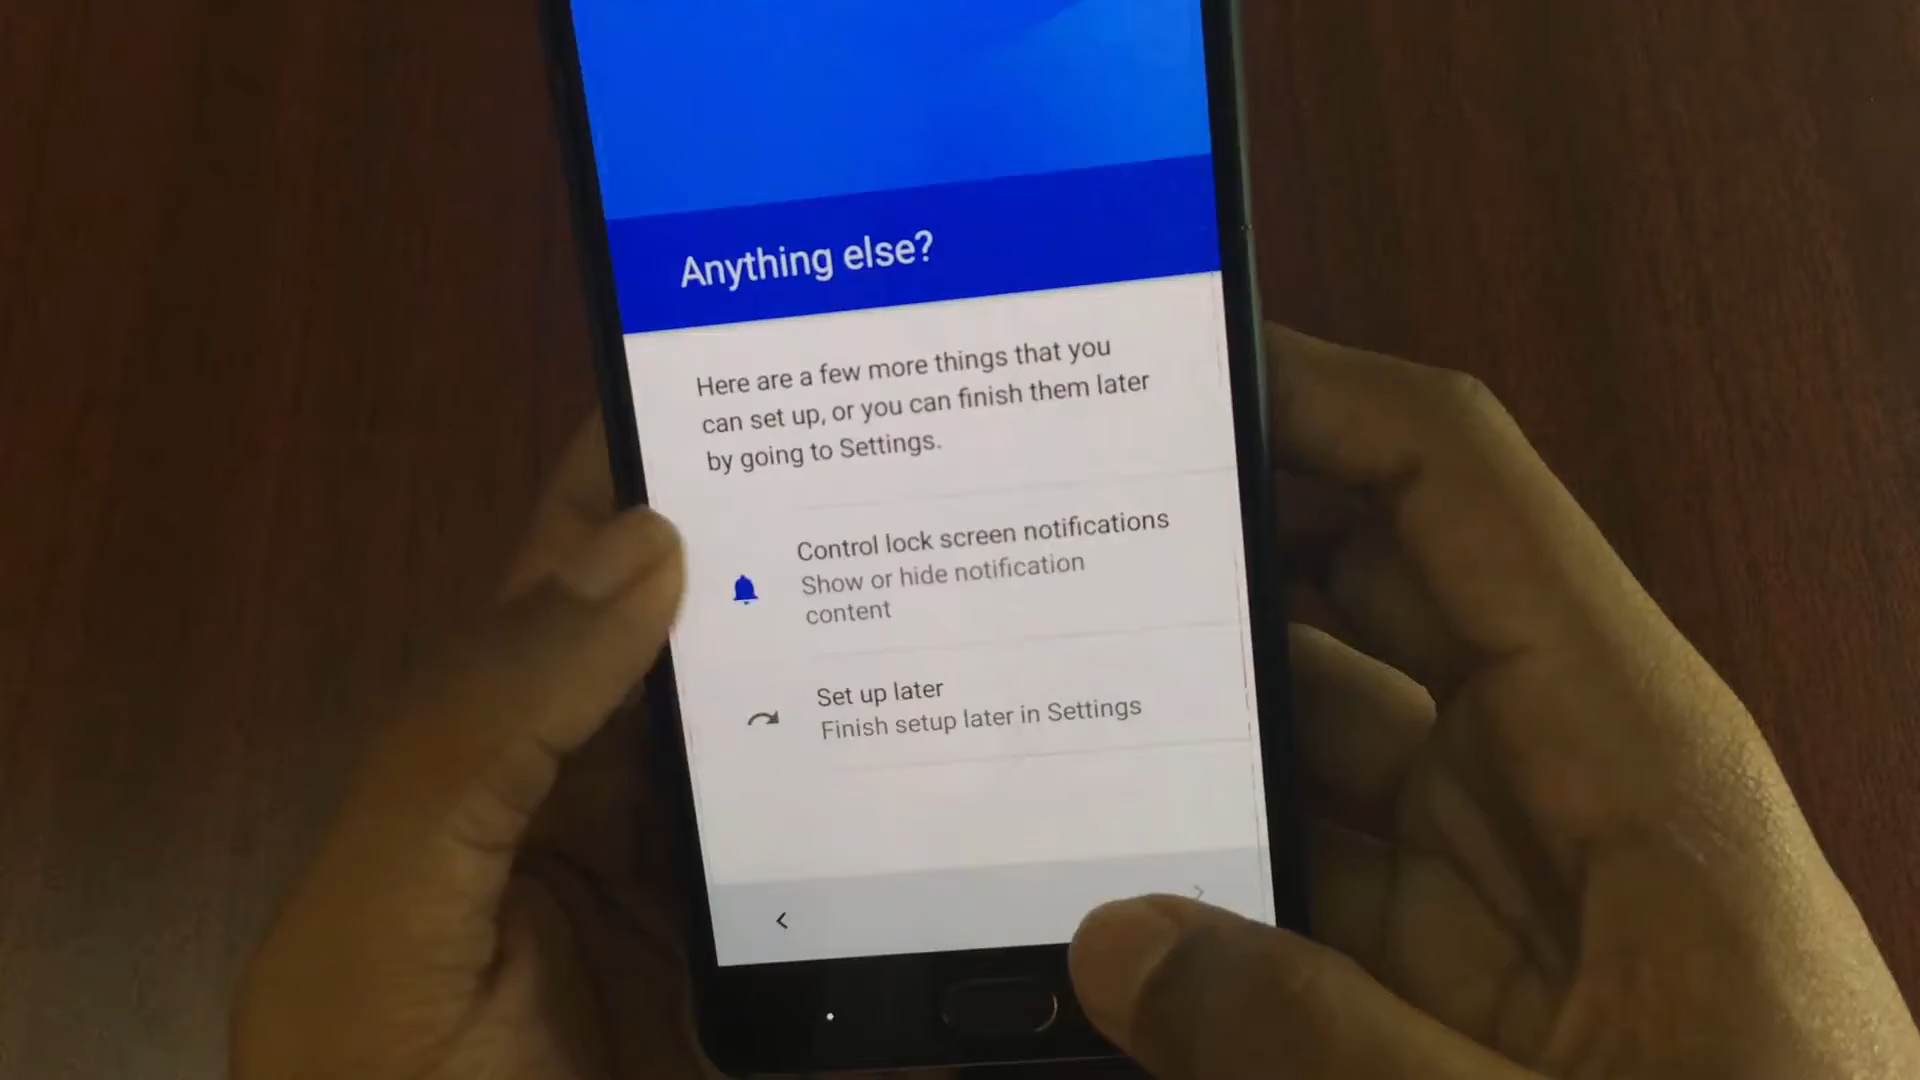 Anything else?
Here are a few more things that you
can set up, or you can finish them later
by going to Settings.
Control lock screen notifications
Show or hide notification
content
Set up later
Finish setup later in Settings